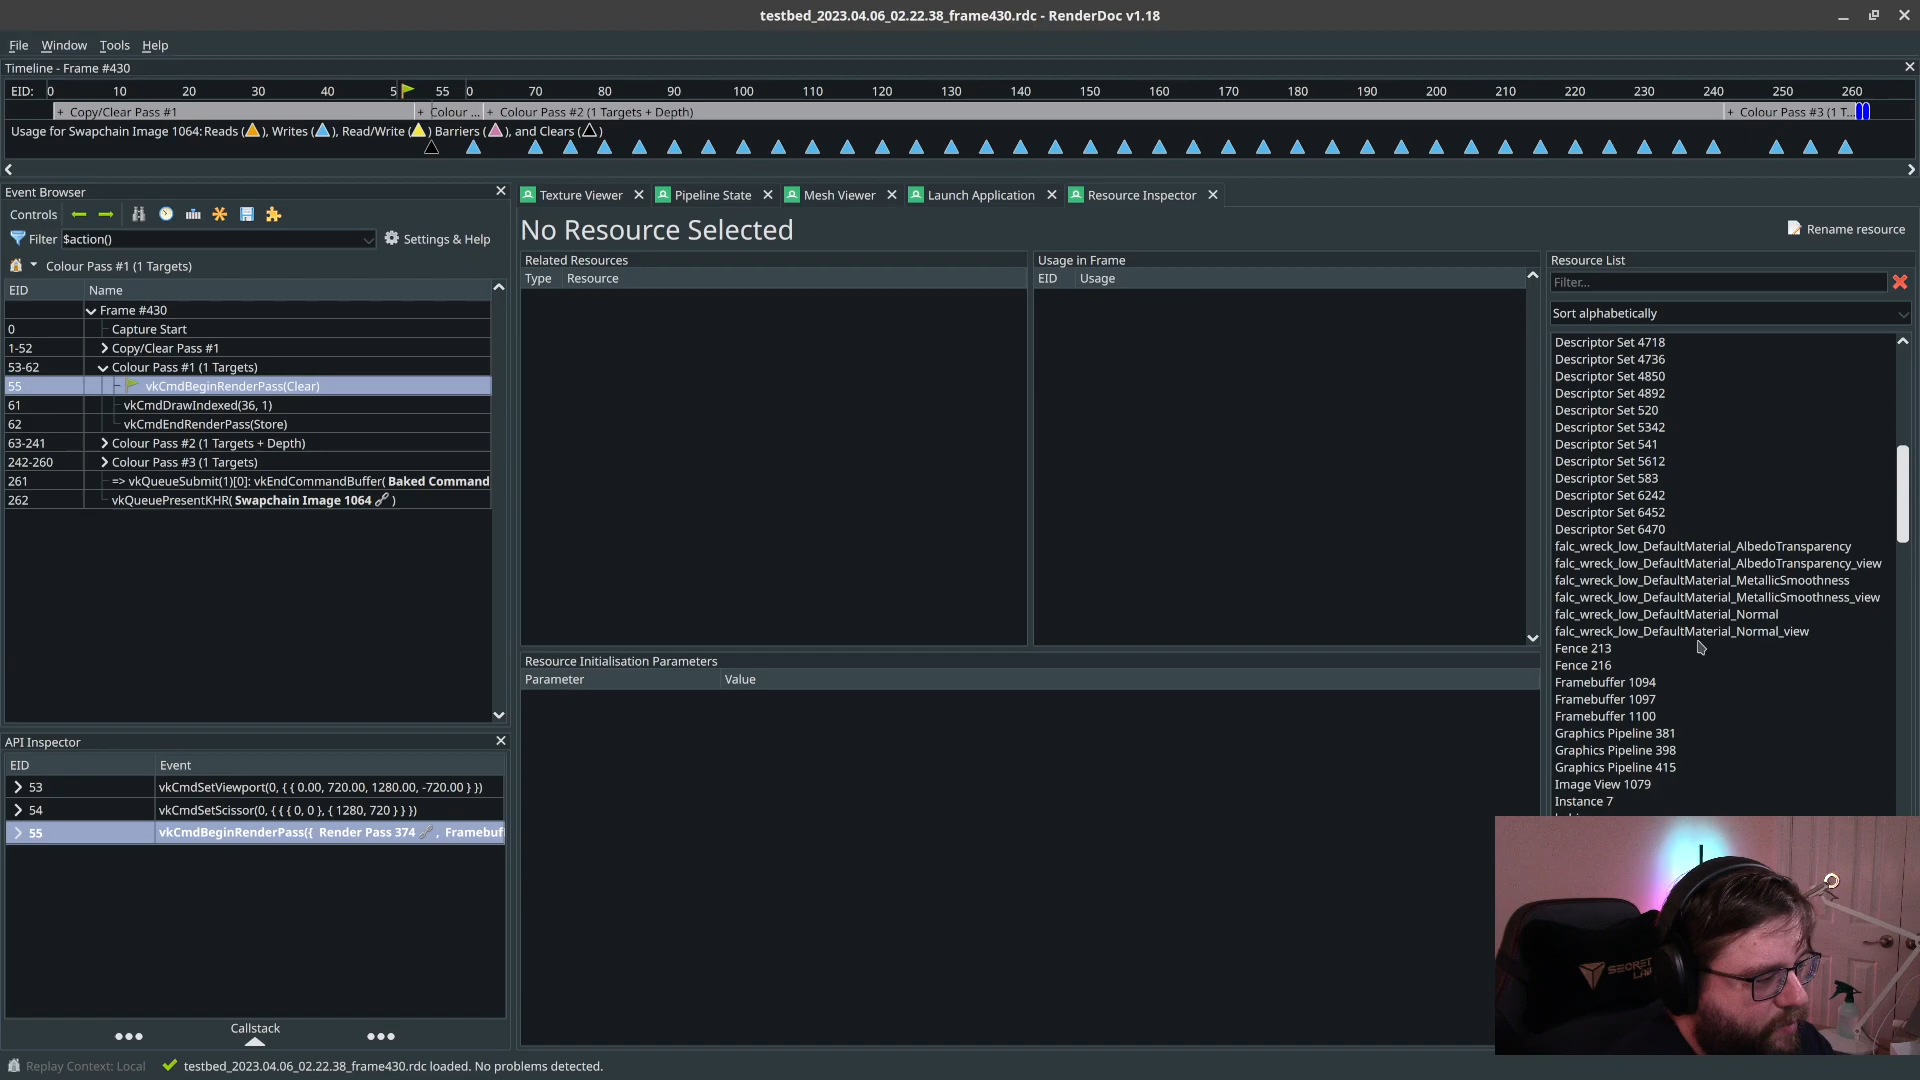 testbed_2023.04.06_02.22.38_frame430.rdc - RenderDoc v1.18
File Window Tools Help
Timeline - Frame #430
EID: 0 10 20 30 40 5 55 0 60 70 80 90 100 110 120 130 140 150 160 170 180 190 200 210 220 230 240 250 260
+ Copy/Clear Pass #1 + Colour ... + Colour Pass #2 (1 Targets + Depth) + Colour Pass #3 (1 T...
Usage for Swapchain Image 1064: Reads ( ), Writes ( ), Read/Write ( ) Barriers ( ), and Clears ( )
Event Browser
Controls
Filter $action() Settings & Help
Colour Pass #1 (1 Targets)
EID Name
Frame #430
0 Capture Start
1-52 Copy/Clear Pass #1
53-62 Colour Pass #1 (1 Targets)
55 vkCmdBeginRenderPass(Clear)
61 vkCmdDrawIndexed(36, 1)
62 vkCmdEndRenderPass(Store)
63-241 Colour Pass #2 (1 Targets + Depth)
242-260 Colour Pass #3 (1 Targets)
261 => vkQueueSubmit(1)[0]: vkEndCommandBuffer( Baked Command
262 vkQueuePresentKHR( Swapchain Image 1064 )
API Inspector
EID Event
53 vkCmdSetViewport(0, { { 0.00, 720.00, 1280.00, -720.00 } })
54 vkCmdSetScissor(0, { { { 0, 0 }, { 1280, 720 } } })
55 vkCmdBeginRenderPass({ Render Pass 374 , Framebuf
Callstack
Texture Viewer Pipeline State Mesh Viewer Launch Application Resource Inspector
No Resource Selected
Rename resource
Related Resources
Type Resource
Usage in Frame
EID Usage
Resource Initialisation Parameters
Parameter Value
Resource List
Filter...
Sort alphabetically
Descriptor Set 4718
Descriptor Set 4736
Descriptor Set 4850
Descriptor Set 4892
Descriptor Set 520
Descriptor Set 5342
Descriptor Set 541
Descriptor Set 5612
Descriptor Set 583
Descriptor Set 6242
Descriptor Set 6452
Descriptor Set 6470
falc_wreck_low_DefaultMaterial_AlbedoTransparency
falc_wreck_low_DefaultMaterial_AlbedoTransparency_view
falc_wreck_low_DefaultMaterial_MetallicSmoothness
falc_wreck_low_DefaultMaterial_MetallicSmoothness_view
falc_wreck_low_DefaultMaterial_Normal
falc_wreck_low_DefaultMaterial_Normal_view
Fence 213
Fence 216
Framebuffer 1094
Framebuffer 1097
Framebuffer 1100
Graphics Pipeline 381
Graphics Pipeline 398
Graphics Pipeline 415
Image View 1079
Instance 7
SECRET
LAB
Replay Context: Local testbed_2023.04.06_02.22.38_frame430.rdc loaded. No problems detected.